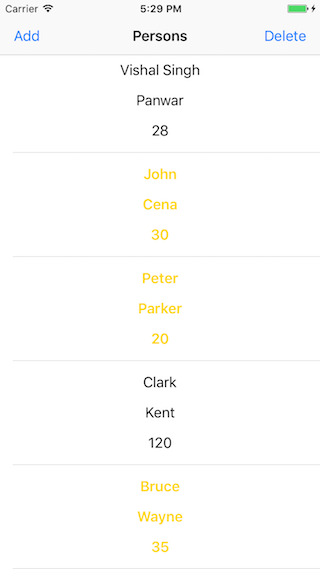 Carrier 5:29 PM
Add Persons Delete
Vishal Singh
Panwar
28
John
Cena
30
Peter
Parker
20
Clark
Kent
120
Bruce
Wayne
35